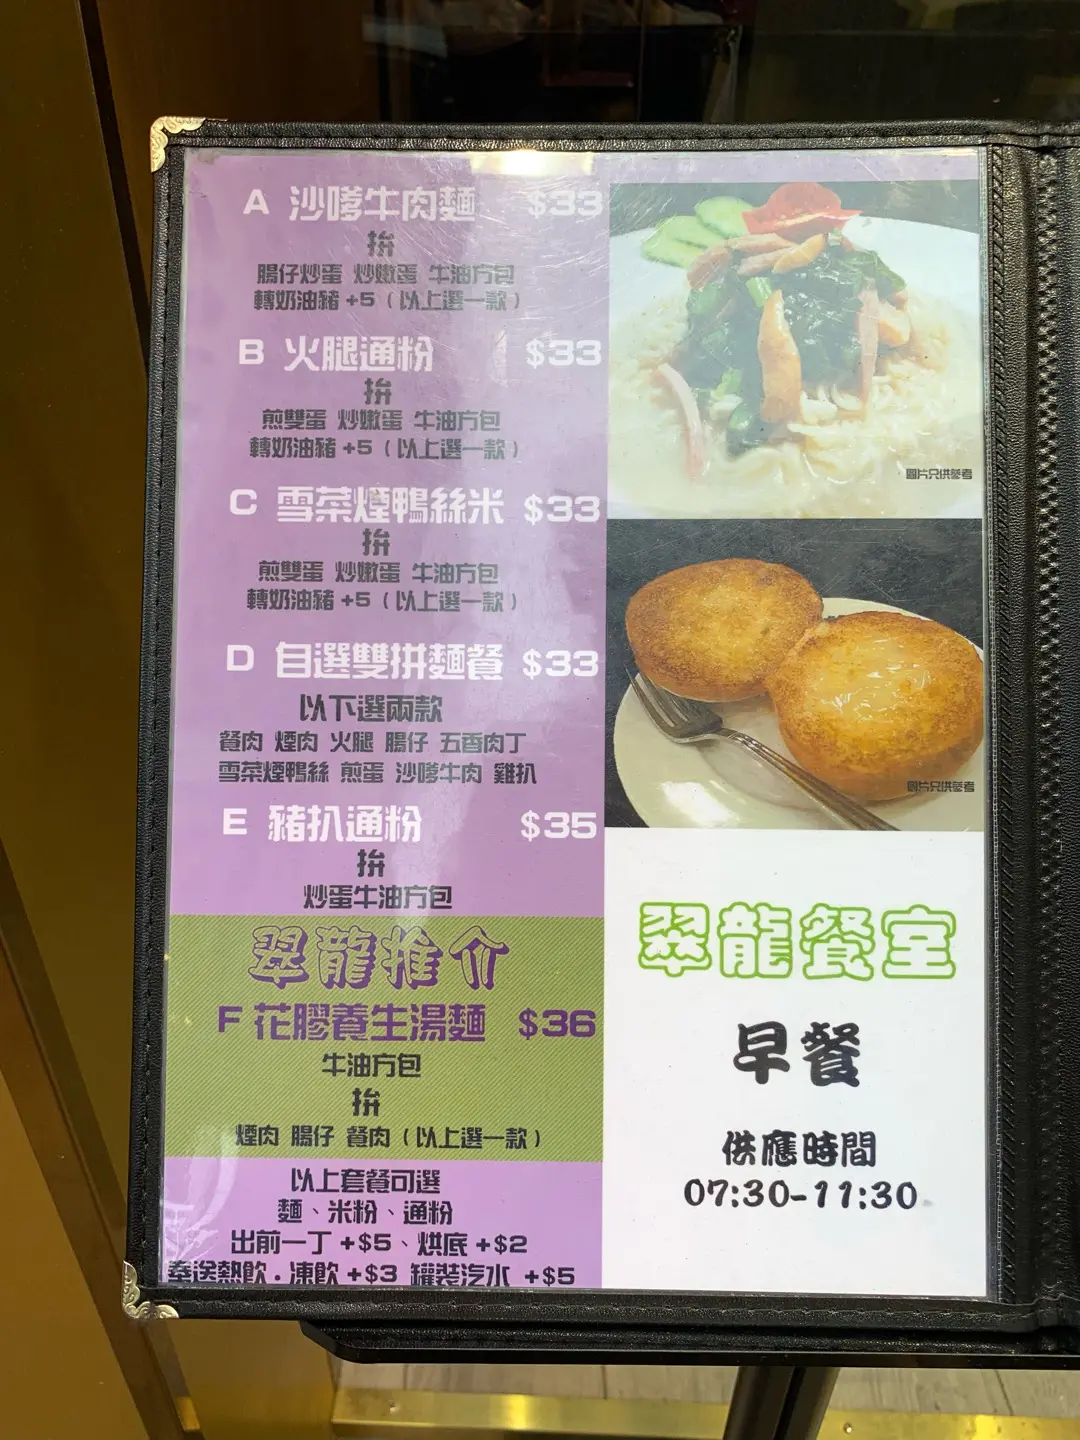 A 沙嗲牛肉麵 $33
拚
腸仔炒蛋 炒嫩蛋 牛油方包
轉奶油豬+5(以上選一款)
B 火腿通粉 $33
拚
煎雙蛋 炒嫩蛋 牛油方包
轉奶油豬+5(以上選一款)
C 雪菜煙鴨絲米 $33
拚
煎雙蛋 炒嫩蛋 牛油方包
轉奶油豬+5(以上選一款)
D 自選雙拼麵餐 $33
以下選兩款
餐肉 煙肉 火腿 腸仔 五香肉丁
雪菜煙鴨絲 煎蛋 沙嗲牛肉 雞扒
E 豬扒通粉 $35
拚
炒蛋牛油方包
翠龍推介
F 花膠養生湯麵 $36
牛油方包
拚
煙肉 腸仔 餐肉(以上選一款)
以上套餐可選
麵、米粉、通粉
出前一丁+$5、烘底+$2
奉送熱飲.凍飲+$3 罐裝汽水 +$5
圖片只供參考
圖片只供參考
翠龍餐室
早餐
供應時間
07:30-11:30